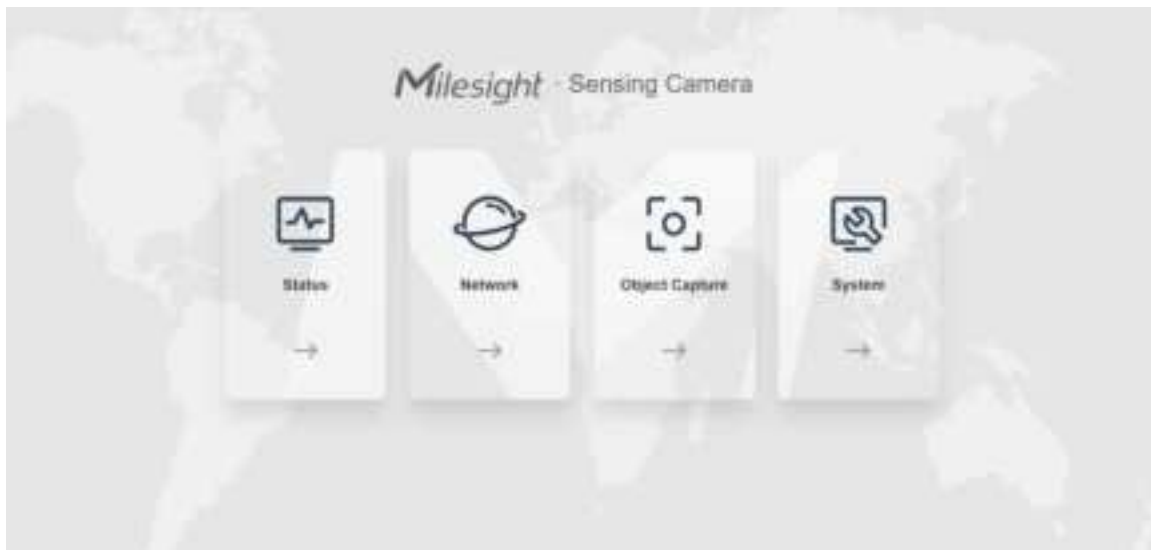 Milesight · Sensing Camera
Status
Network
Object Capture
System